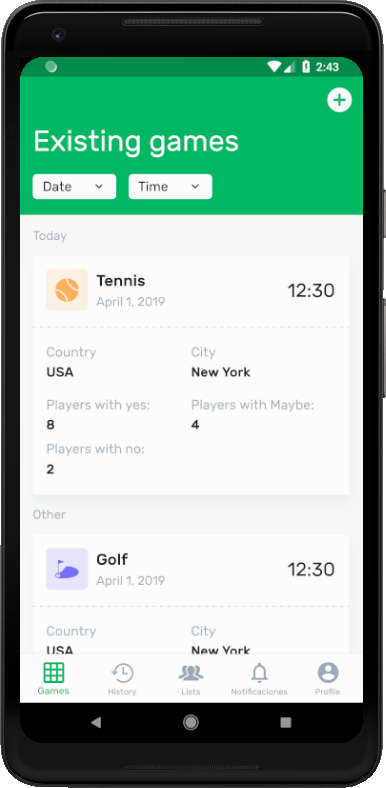 2:43
Existing games
Date Time
Today
Tennis
April 1, 2019
12:30
Country City
USA New York
Players with yes: Players with Maybe:
8 4
Players with no:
2
Other
Golf
April 1, 2019
12:30
Country City
USA New York
Games History Lists Notificaciones Profile